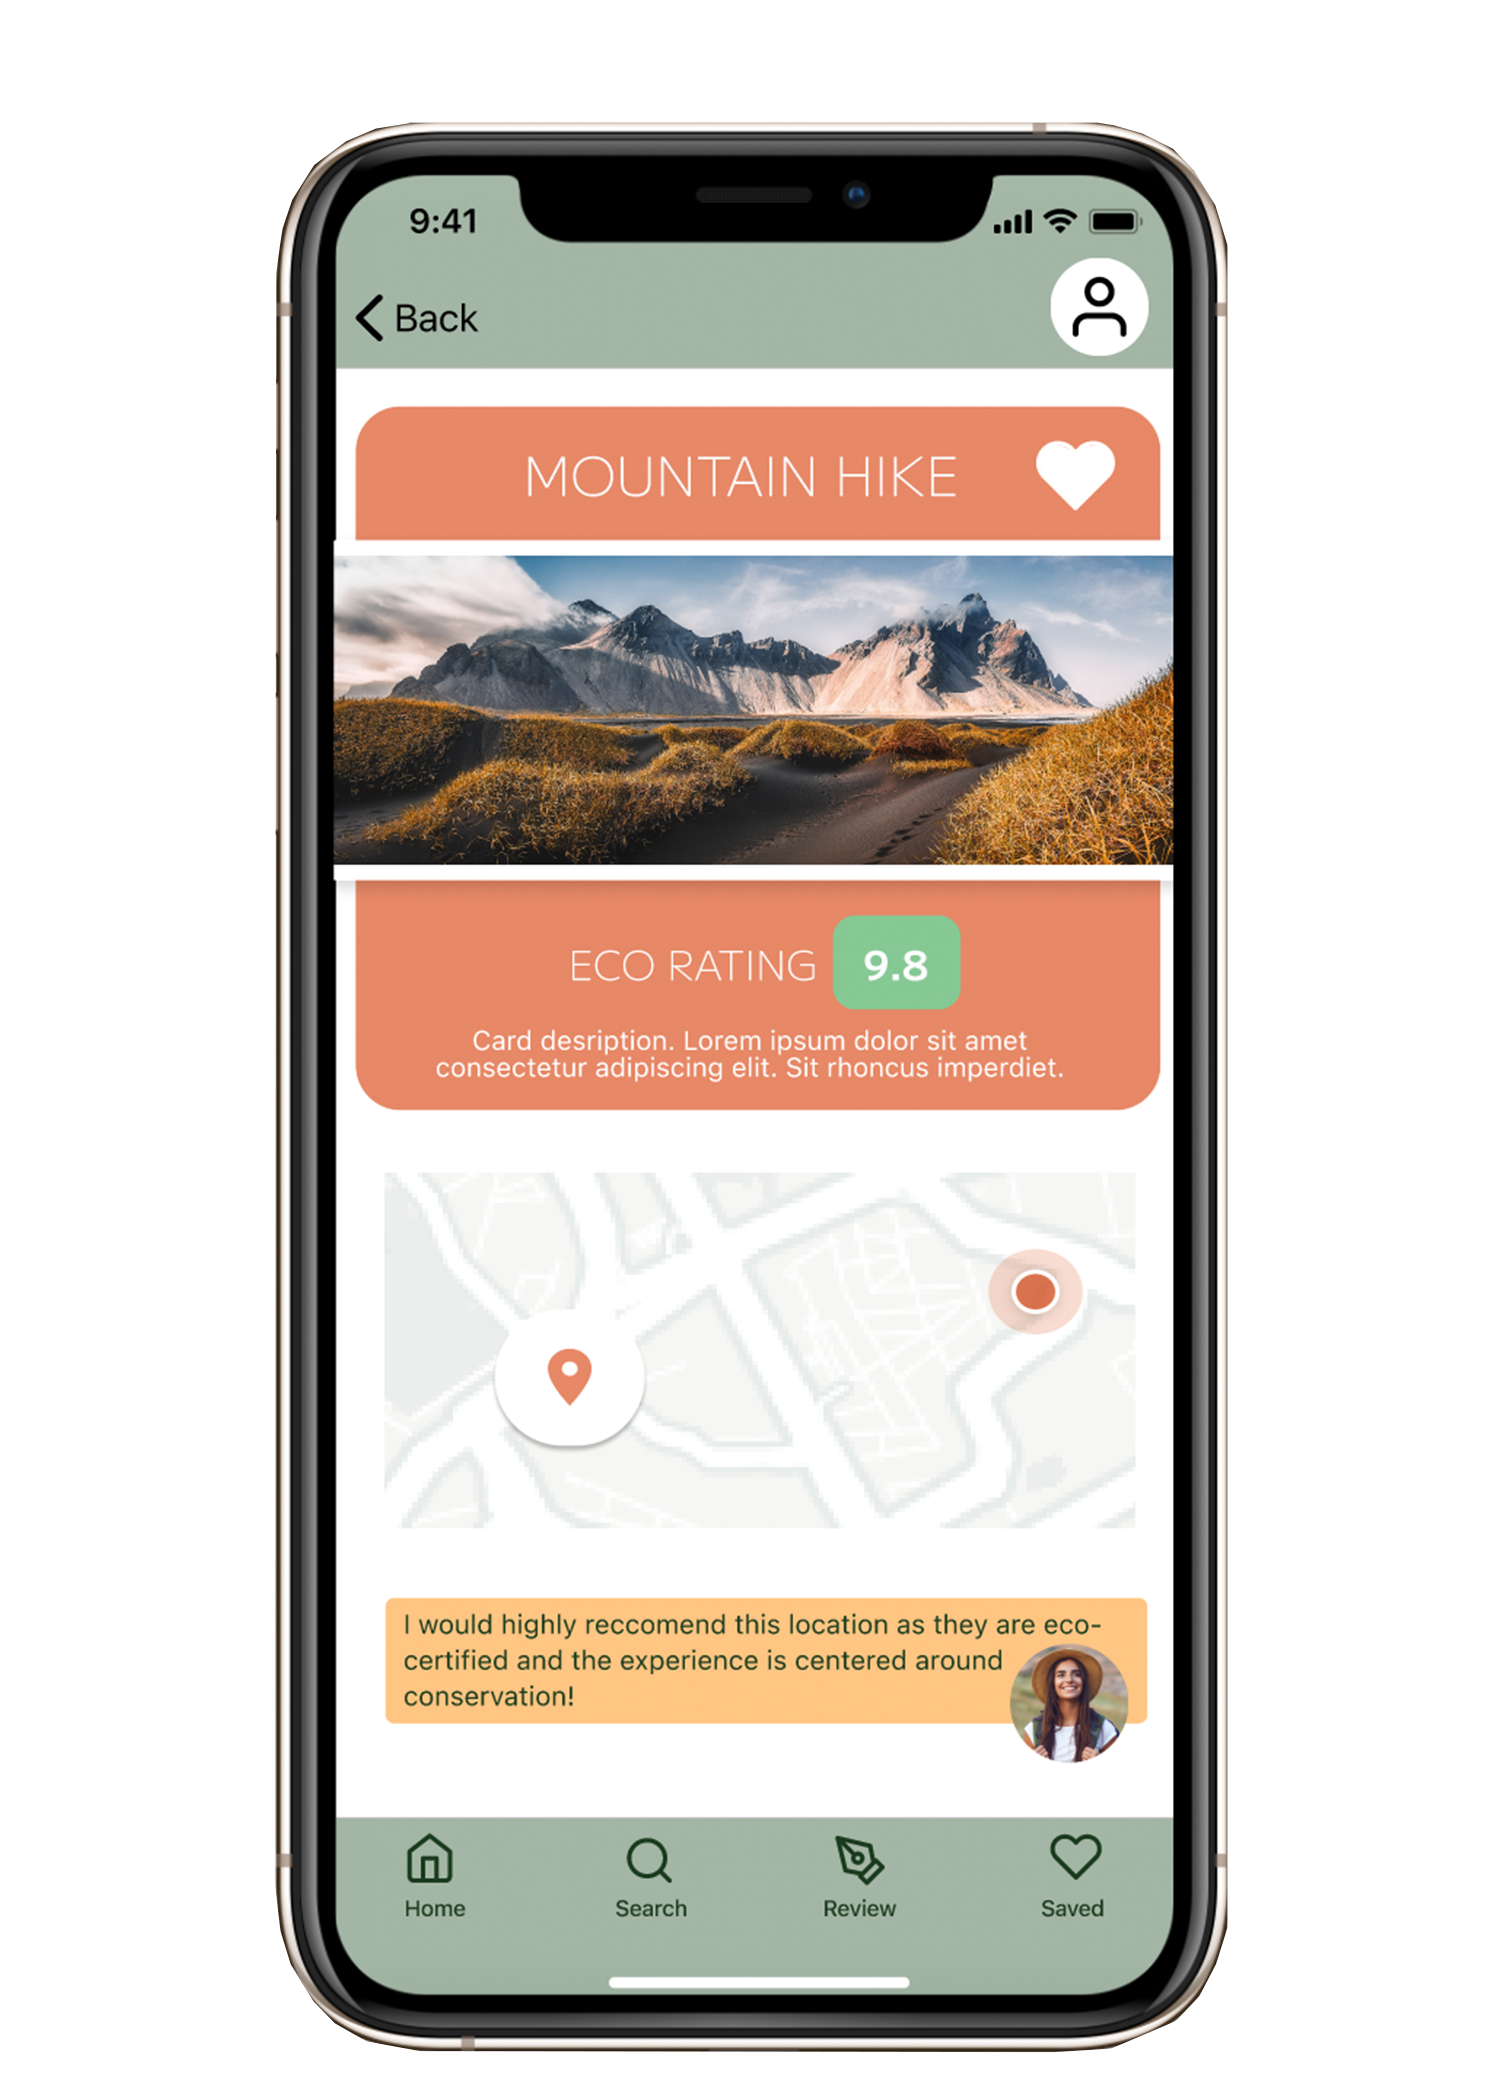 9:41
Back
MOUNTAIN HIKE
ECO RATING 9.8
Card desription. Lorem ipsum dolor sit amet
consectetur adipiscing elit. Sit rhoncus imperdiet.
I would highly reccomend this location as they are eco-
certified and the experience is centered around
conservation!
Home Search Review Saved